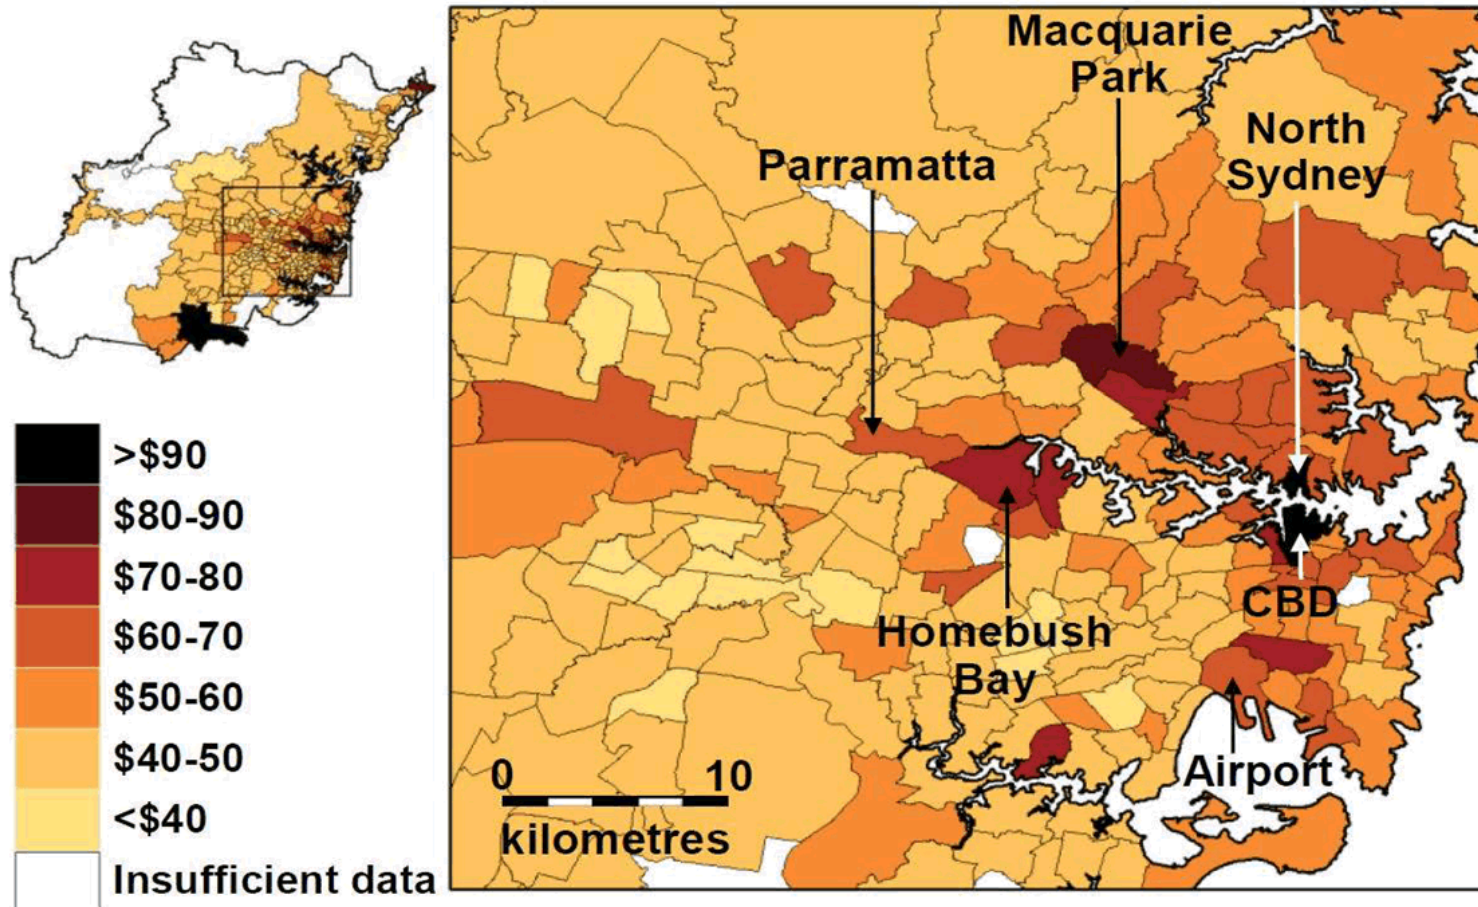 Macquarie
Park
North
Sydney
Parramatta
>$90
$80-90
$70-80
$60-70
$50-60
$40-50
<$40
Insufficient data
CBD
Homebush
Bay
Airport
0 10
kilometres